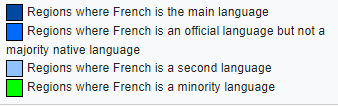 Regions where French is the main language
Regions where French is an official language but not a
majority native language
Regions where French is a second language
Regions where French is a minority language